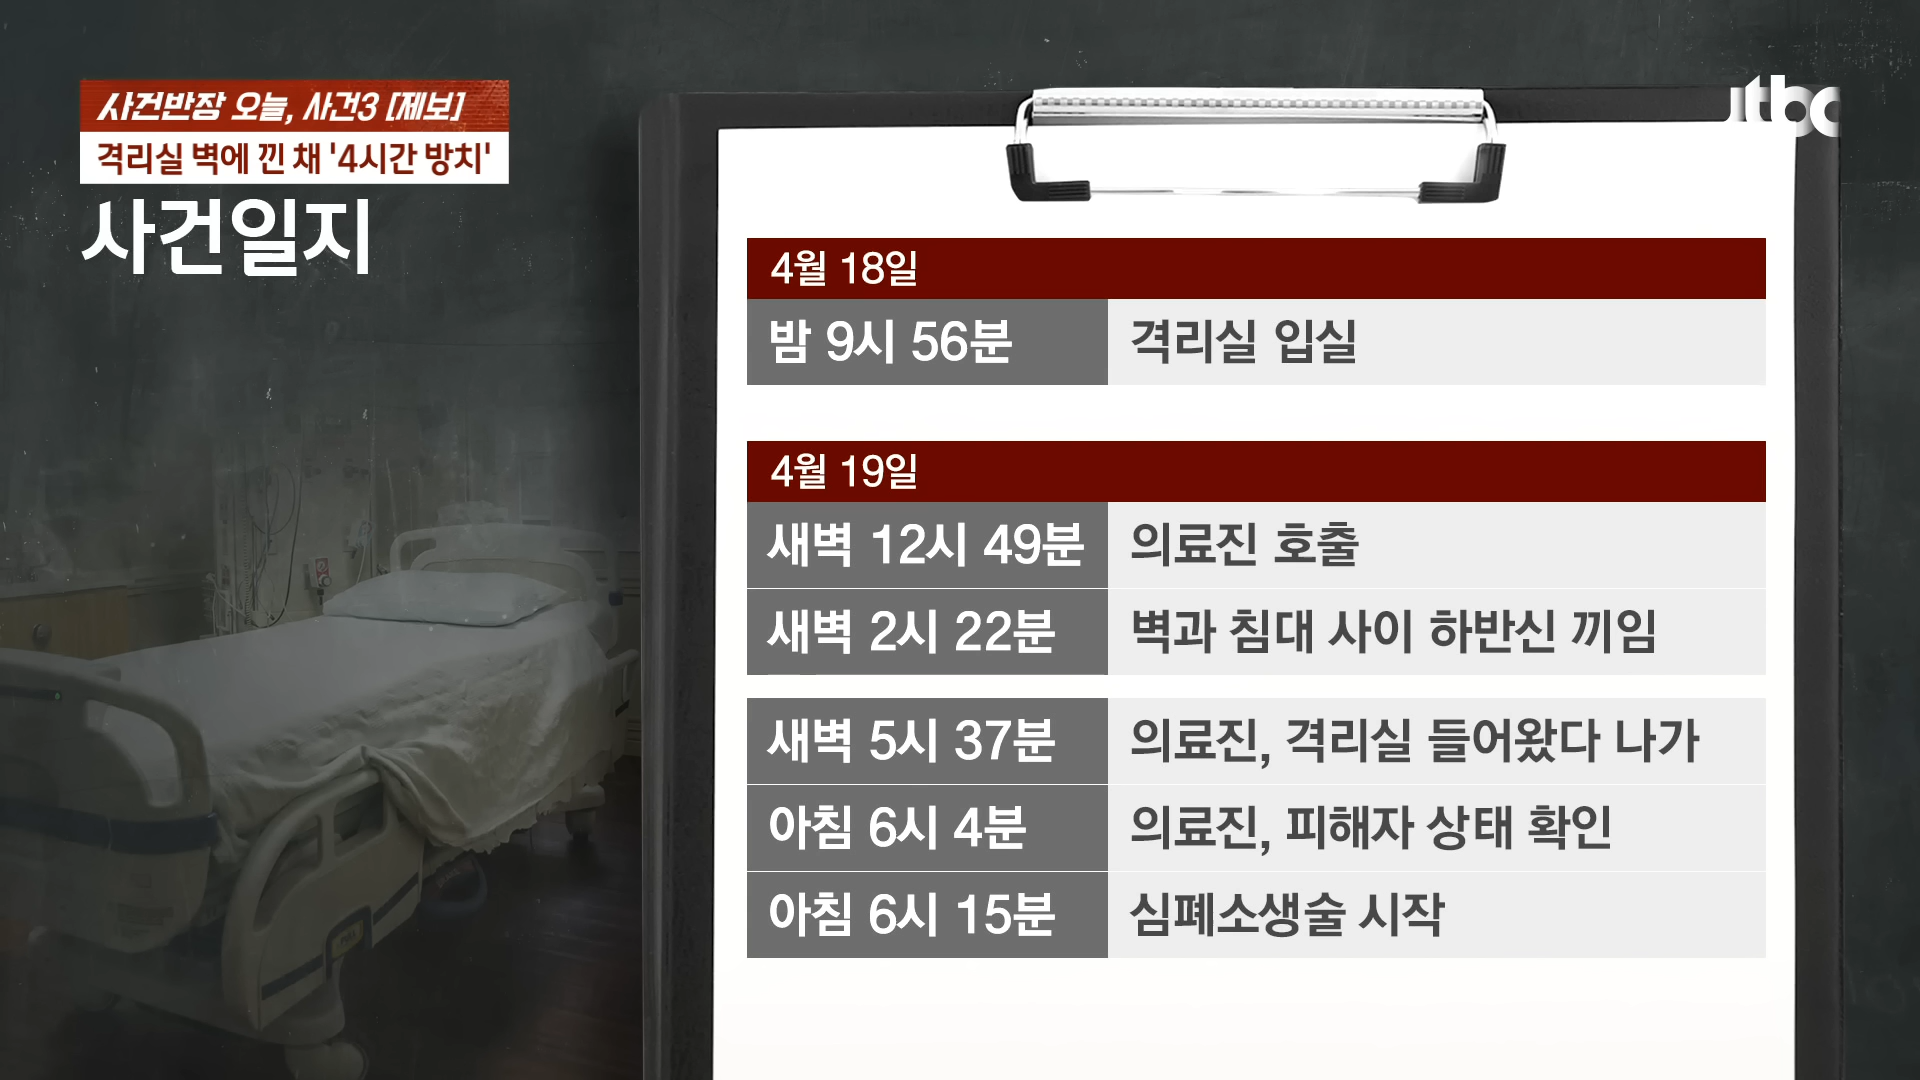 사건반장 오늘, 사건3 [제보]
격리실 벽에 낀 채 '4시간 방치'
사건일지
jtbc
4월 18일
밤 9시 56분 격리실 입실
4월 19일
새벽 12시 49분 의료진 호출
새벽 2시 22분 벽과 침대 사이 하반신 끼임
새벽 5시 37분 의료진, 격리실 들어왔다 나가
아침 6시 4분 의료진, 피해자 상태 확인
아침 6시 15분 심폐소생술 시작